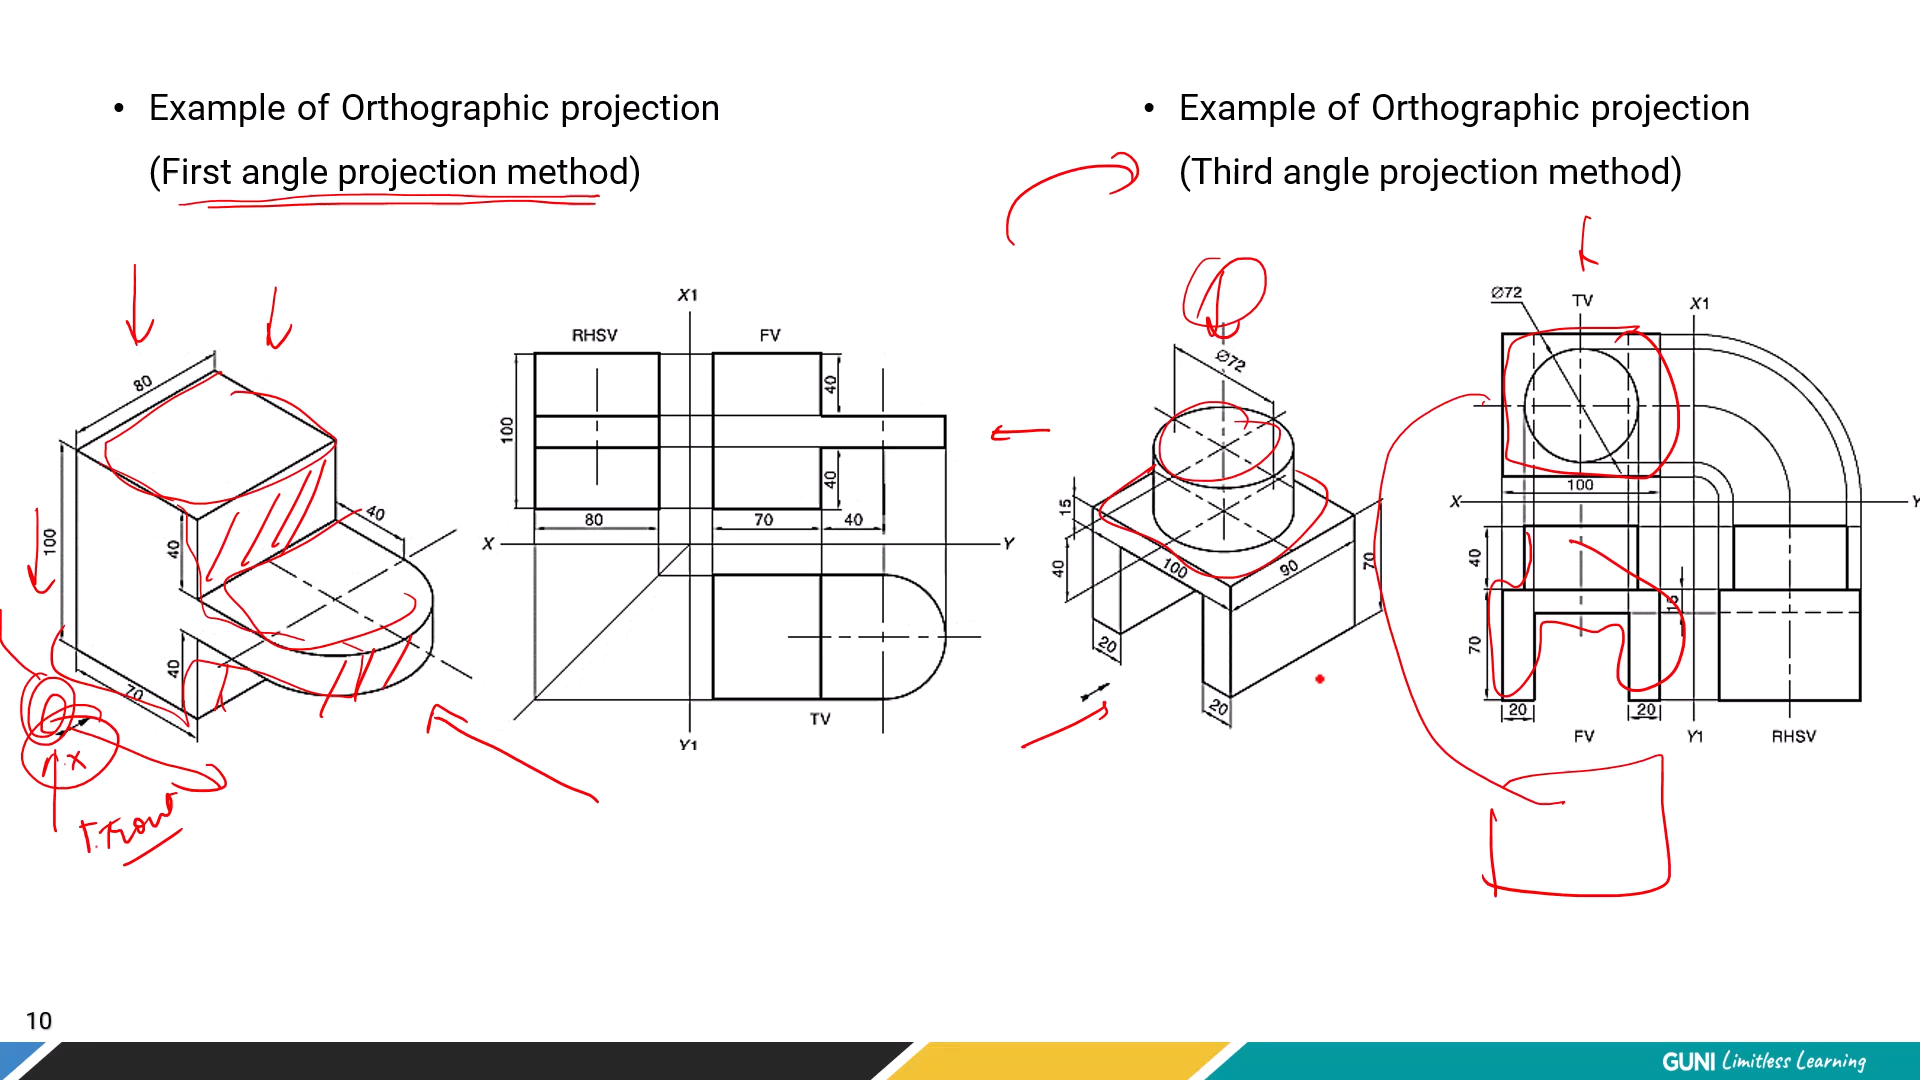 • Example of Orthographic projection
(First angle projection method)
80
100
40
40
40
70
T.Front
X1
RHSV
FV
40
100
40
80
70
40
X
Y
TV
Y1
• Example of Orthographic projection
(Third angle projection method)
Ø72
15
40
100
90
70
20
20
Ø72
TV
X1
100
X
Y
40
15
70
20
20
FV
Y1
RHSV
10
GUNI Limitless Learning